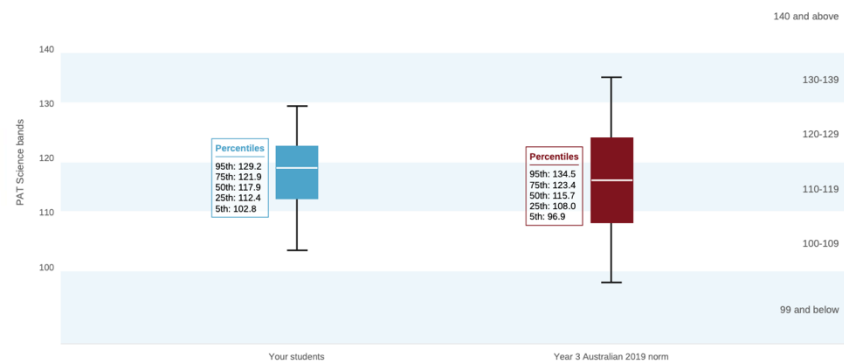 140 and above
140
130-139
130
120-129
120
110-119
110
100-109
100
99 and below
PAT Science bands
Percentiles
95th: 129.2
75th: 121.9
50th: 117.9
25th: 112.4
5th: 102.8
Percentiles
95th: 134.5
75th: 123.4
50th: 115.7
25th: 108.0
5th: 96.9
Your students
Year 3 Australian 2019 norm